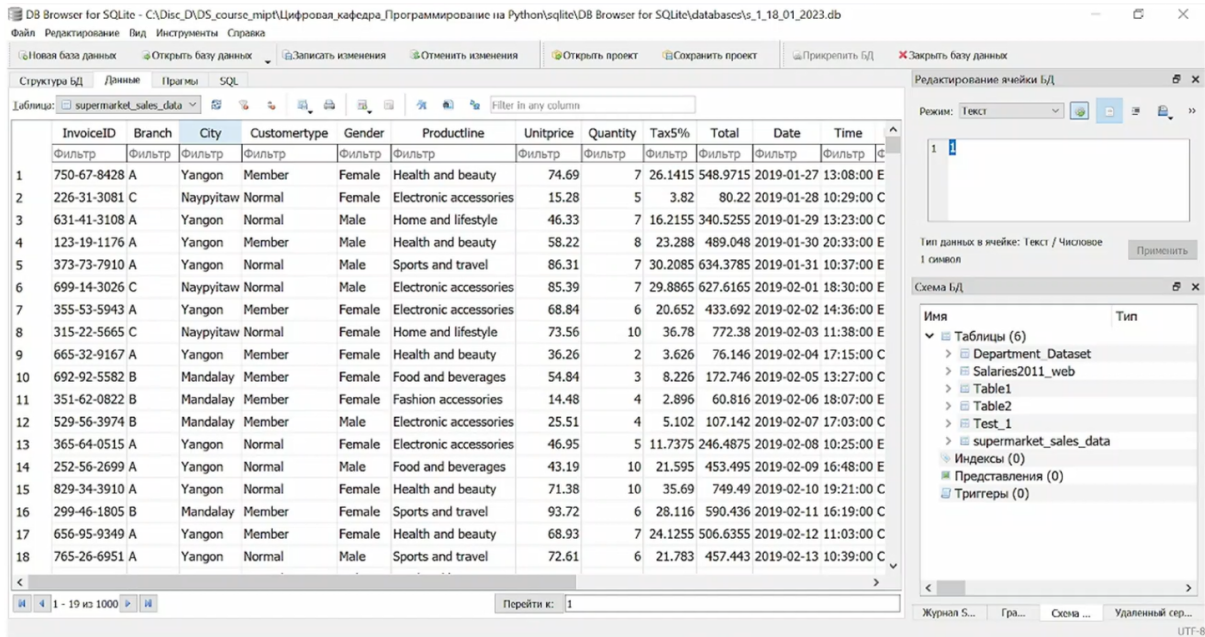 DB Browser for SQLite - C:\Disc_D\DS_course_mipt\Цифровая_кафедра_Программирование на Python\sqlite\DB Browser for SQLite\databases\s_1_18_01_2023.db
Файл Редактирование Вид Инструменты Справка
Новая база данных Открыть базу данных Записать изменения Отменить изменения Открыть проект Сохранить проект Прикрепить БД Закрыть базу данных
Структура БД Данные Прагмы SQL
Таблица: supermarket_sales_data Filter in any column
InvoiceID Branch City Customertype Gender Productline Unitprice Quantity Tax5% Total Date Time
Фильтр Фильтр Фильтр Фильтр Фильтр Фильтр Фильтр Фильтр Фильтр Фильтр Фильтр Фильтр
1 750-67-8428 A Yangon Member Female Health and beauty 74.69 7 26.1415 548.9715 2019-01-27 13:08:00 E
2 226-31-3081 C Naypyitaw Normal Female Electronic accessories 15.28 5 3.82 80.22 2019-01-28 10:29:00 C
3 631-41-3108 A Yangon Normal Male Home and lifestyle 46.33 7 16.2155 340.5255 2019-01-29 13:23:00 C
4 123-19-1176 A Yangon Member Male Health and beauty 58.22 8 23.288 489.048 2019-01-30 20:33:00 E
5 373-73-7910 A Yangon Normal Male Sports and travel 86.31 7 30.2085 634.3785 2019-01-31 10:37:00 E
6 699-14-3026 C Naypyitaw Normal Male Electronic accessories 85.39 7 29.8865 627.6165 2019-02-01 18:30:00 E
7 355-53-5943 A Yangon Member Female Electronic accessories 68.84 6 20.652 433.692 2019-02-02 14:36:00 E
8 315-22-5665 C Naypyitaw Normal Female Home and lifestyle 73.56 10 36.78 772.38 2019-02-03 11:38:00 E
9 665-32-9167 A Yangon Member Female Health and beauty 36.26 2 3.626 76.146 2019-02-04 17:15:00 C
10 692-92-5582 B Mandalay Member Female Food and beverages 54.84 3 8.226 172.746 2019-02-05 13:27:00 C
11 351-62-0822 B Mandalay Member Female Fashion accessories 14.48 4 2.896 60.816 2019-02-06 18:07:00 E
12 529-56-3974 B Mandalay Member Male Electronic accessories 25.51 4 5.102 107.142 2019-02-07 17:03:00 C
13 365-64-0515 A Yangon Normal Female Electronic accessories 46.95 5 11.7375 246.4875 2019-02-08 10:25:00 E
14 252-56-2699 A Yangon Normal Male Food and beverages 43.19 10 21.595 453.495 2019-02-09 16:48:00 E
15 829-34-3910 A Yangon Normal Female Health and beauty 71.38 10 35.69 749.49 2019-02-10 19:21:00 C
16 299-46-1805 B Mandalay Member Female Sports and travel 93.72 6 28.116 590.436 2019-02-11 16:19:00 C
17 656-95-9349 A Yangon Member Female Health and beauty 68.93 7 24.1255 506.6355 2019-02-12 11:03:00 C
18 765-26-6951 A Yangon Normal Male Sports and travel 72.61 6 21.783 457.443 2019-02-13 10:39:00 C
1 - 19 из 1000 Перейти к: 1
Редактирование ячейки БД
Режим: Текст
1 1
Тип данных в ячейке: Текст / Числовое
1 символ
Применить
Схема БД
Имя Тип
Таблицы (6)
Department_Dataset
Salaries2011_web
Table1
Table2
Test_1
supermarket_sales_data
Индексы (0)
Представления (0)
Триггеры (0)
Журнал S... Гра... Схема ... Удаленный сер...
UTF-8